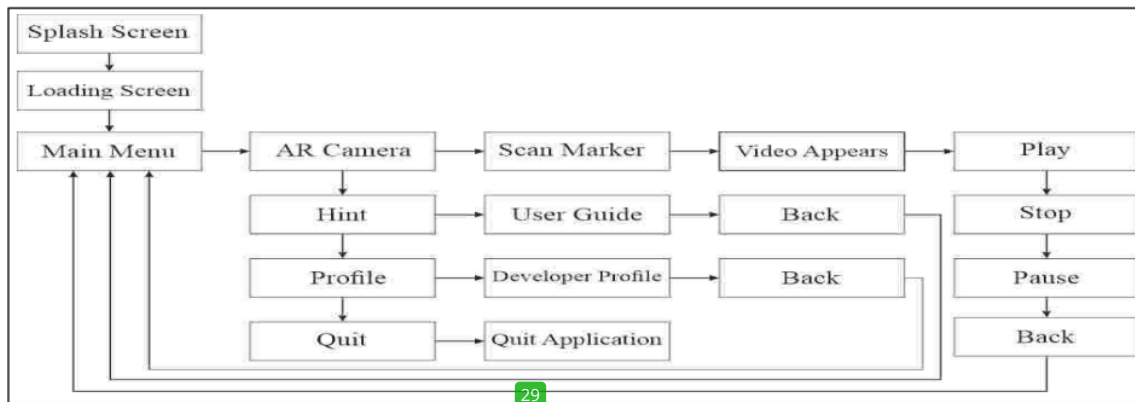 Splash Screen
Loading Screen
Main Menu
AR Camera
Scan Marker
Video Appears
Play
Hint
User Guide
Back
Stop
Profile
Developer Profile
Back
Pause
Quit
Quit Application
Back
29